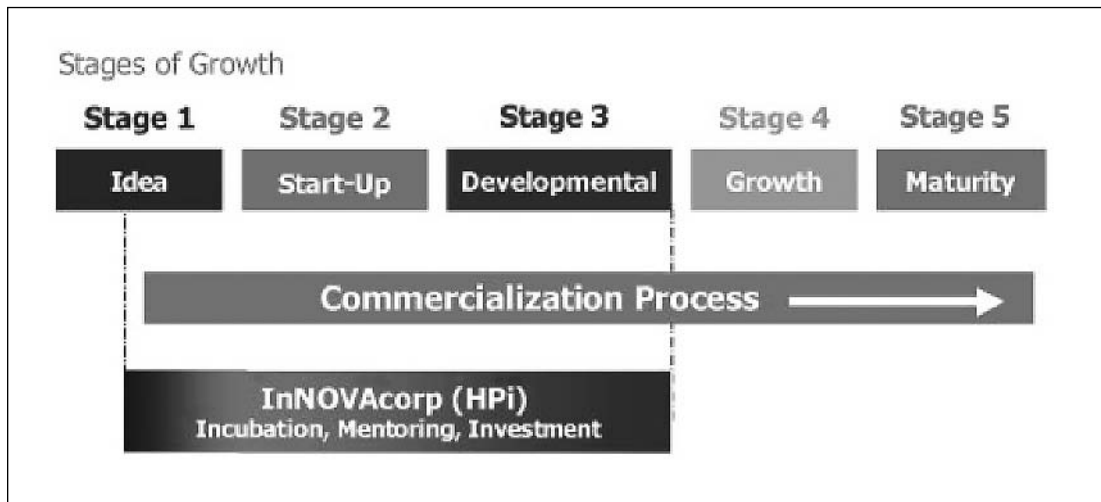 Stages of Growth
Stage 1 Stage 2 Stage 3 Stage 4 Stage 5
Idea Start-Up Developmental Growth Maturity
Commercialization Process
InNOVAcorp (HPi)
Incubation, Mentoring, Investment